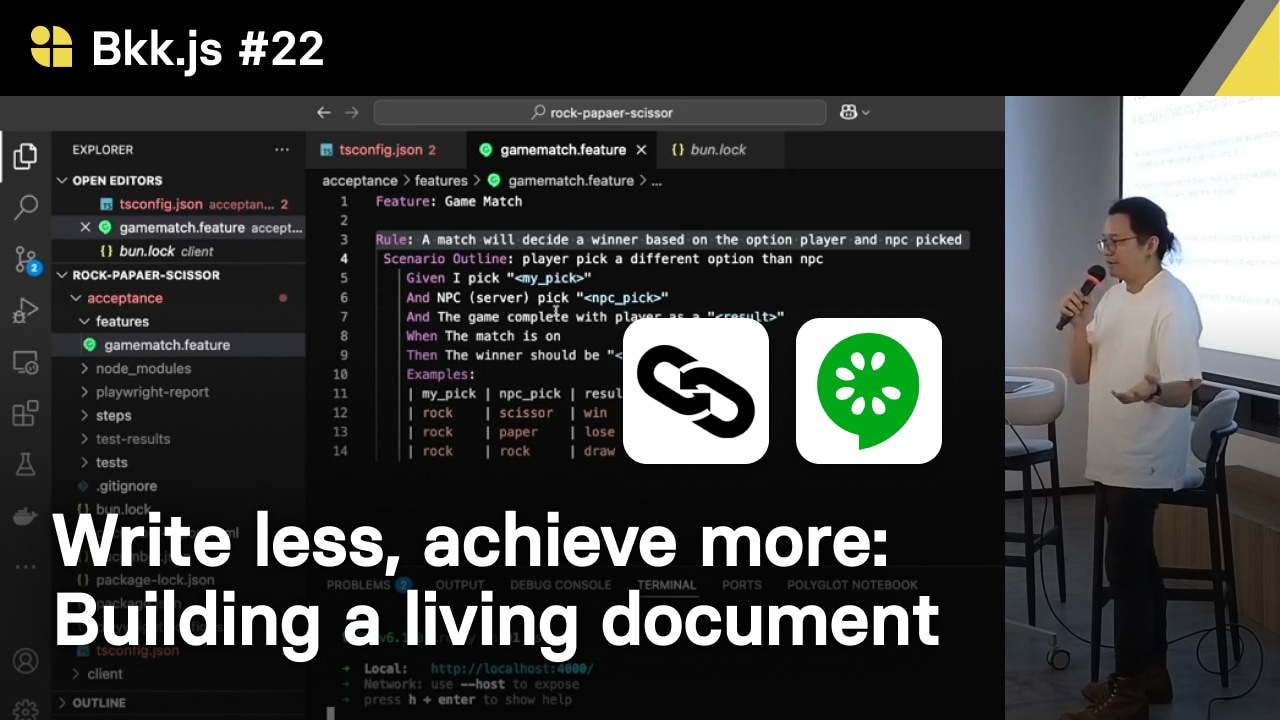 Bkk.js #22
rock-papaer-scissor
EXPLORER
tsconfig.json 2
gamematch.feature
bun.lock
OPEN EDITORS
tsconfig.json acceptan... 2
gamematch.feature accept...
bun.lock client
ROCK-PAPAER-SCISSOR
acceptance
features
gamematch.feature
node_modules
playwright-report
steps
test-results
tests
.gitignore
bun.lock
package-lock.json
tsconfig.json
client
OUTLINE
2
acceptance > features > gamematch.feature > ...
1 Feature: Game Match
2
3 Rule: A match will decide a winner based on the option player and npc picked
4 Scenario Outline: player pick a different option than npc
5 Given I pick "<my_pick>"
6 And NPC (server) pick "<npc_pick>"
7 And The game complete with player as a "<result>"
8 When The match is on
9 Then The winner should be "<
10 Examples:
11 | my_pick | npc_pick | resul
12 | rock | scissor | win
13 | rock | paper | lose
14 | rock | rock | draw
Write less, achieve more:
Building a living document
PROBLEMS 2 OUTPUT DEBUG CONSOLE TERMINAL PORTS POLYGLOT NOTEBOOK
➜ Local: http://localhost:4000/
➜ Network: use --host to expose
➜ press h + enter to show help